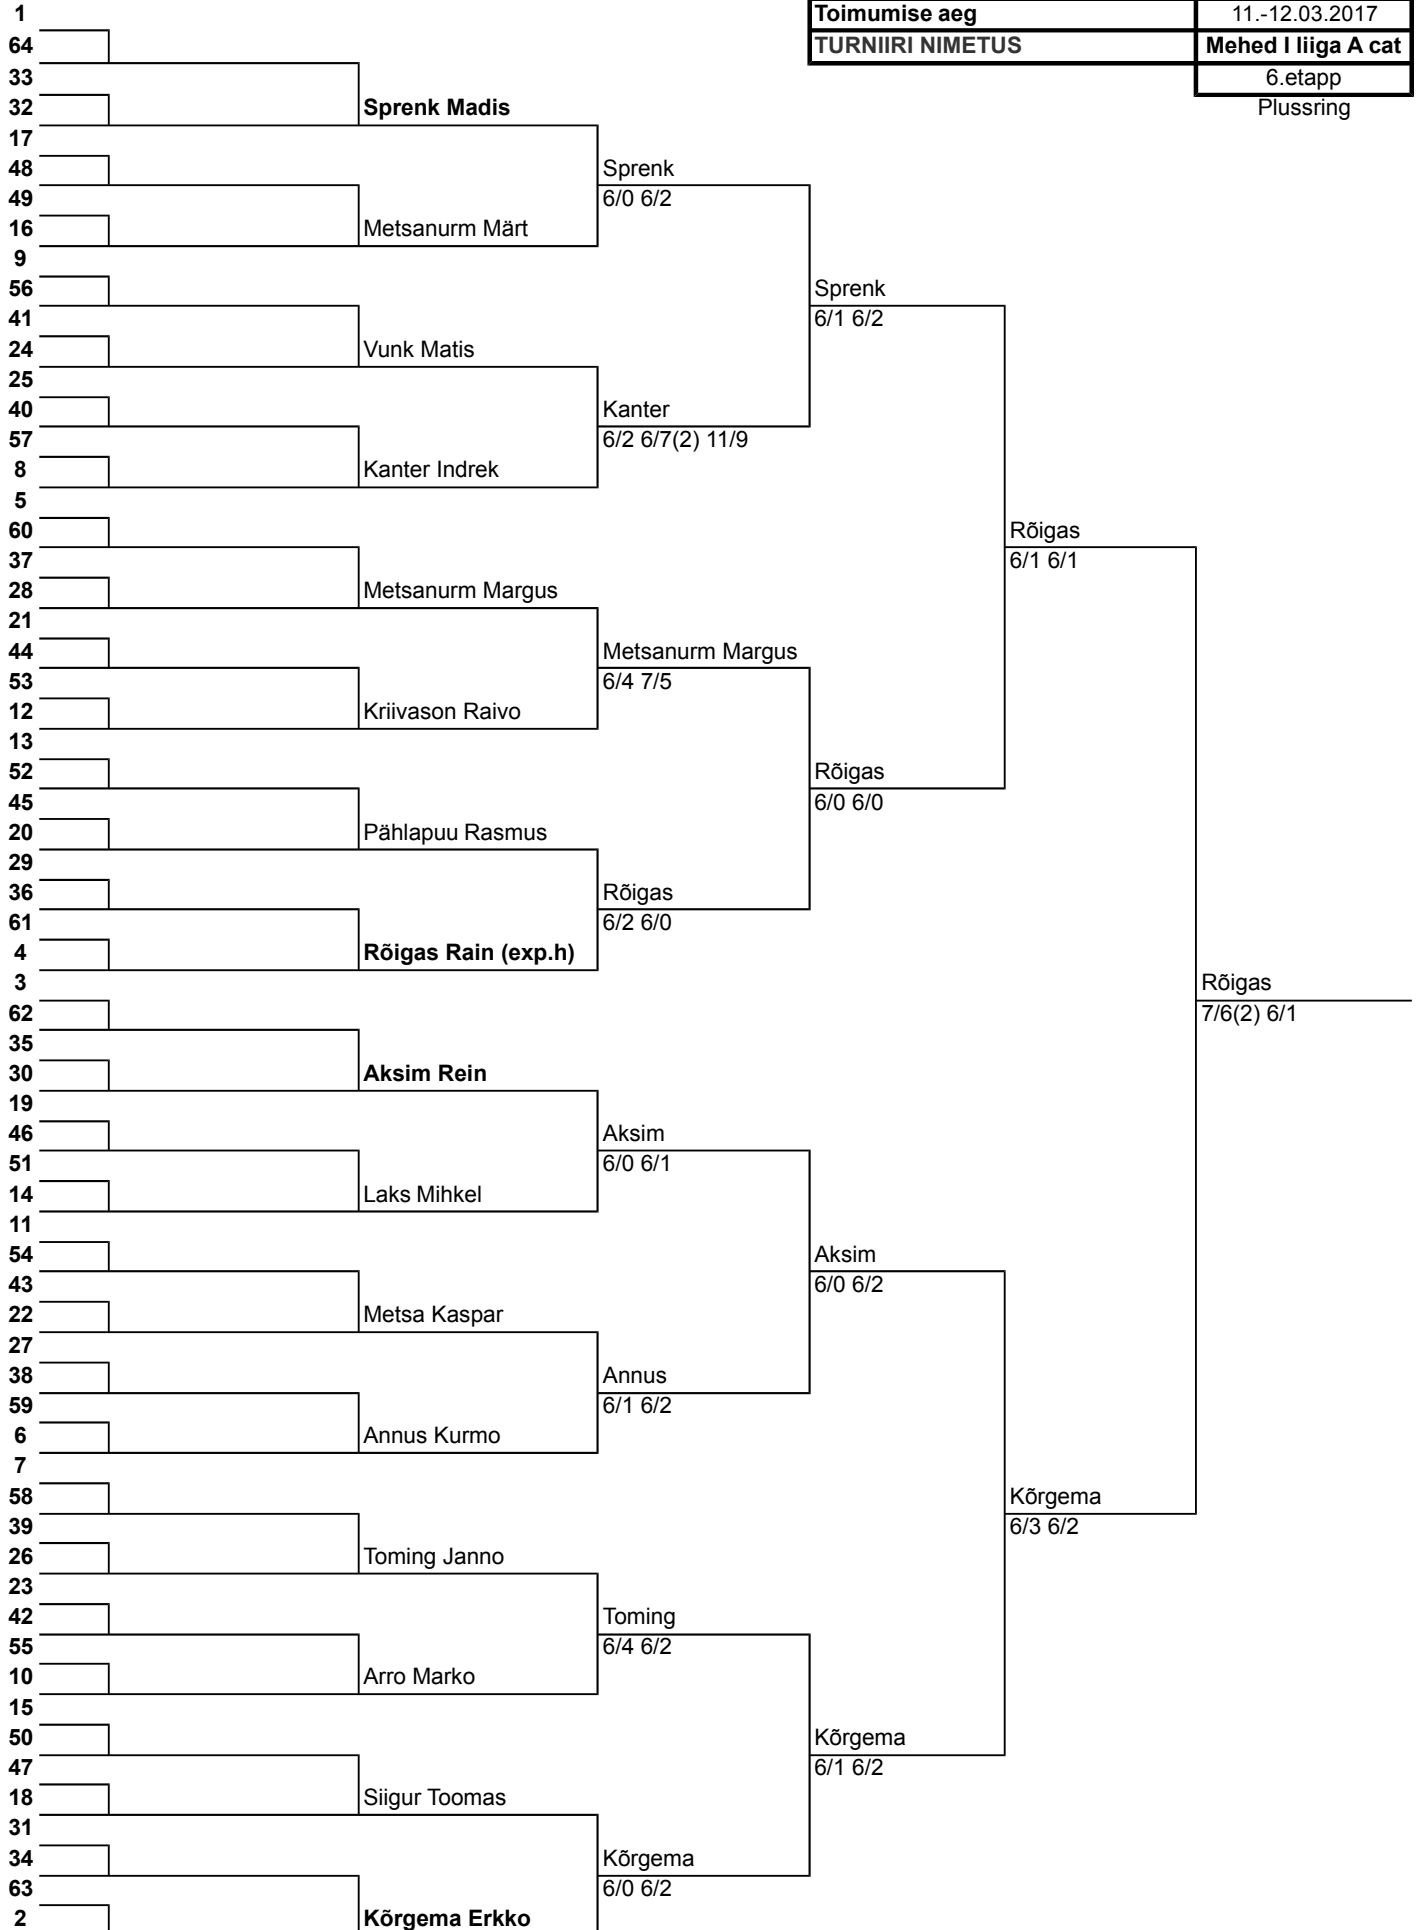 1
Toimumise aeg 11.-12.03.2017
64
TURNIIRI NIMETUS Mehed I liiga A cat
33
6.etapp
32
Sprenk Madis
Plussring
17
48
Sprenk
49
6/0 6/2
16
Metsanurm Märt
9
56
Sprenk
41
6/1 6/2
24
Vunk Matis
25
40
Kanter
57
6/2 6/7(2) 11/9
8
Kanter Indrek
5
60
Rõigas
37
6/1 6/1
28
Metsanurm Margus
21
44
Metsanurm Margus
53
6/4 7/5
12
Kriivason Raivo
13
52
Rõigas
45
6/0 6/0
20
Pählapuu Rasmus
29
36
Rõigas
61
6/2 6/0
4
Rõigas Rain (exp.h)
3
Rõigas
62
7/6(2) 6/1
35
30
Aksim Rein
19
46
Aksim
51
6/0 6/1
14
Laks Mihkel
11
54
Aksim
43
6/0 6/2
22
Metsa Kaspar
27
38
Annus
59
6/1 6/2
6
Annus Kurmo
7
58
Kõrgema
39
6/3 6/2
26
Toming Janno
23
42
Toming
55
6/4 6/2
10
Arro Marko
15
50
Kõrgema
47
6/1 6/2
18
Siigur Toomas
31
34
Kõrgema
63
6/0 6/2
2
Kõrgema Erkko